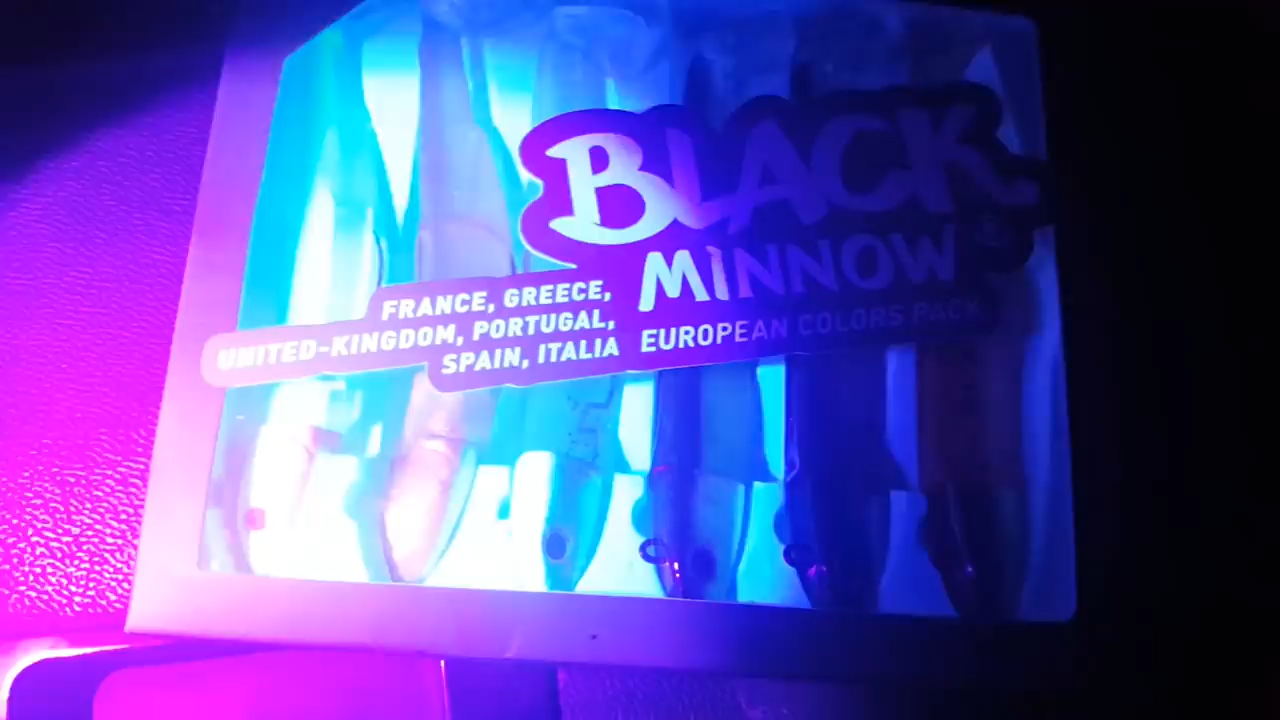 BLACK
MINNOW
FRANCE, GREECE,
UNITED-KINGDOM, PORTUGAL,
SPAIN, ITALIA
EUROPEAN COLORS PACK